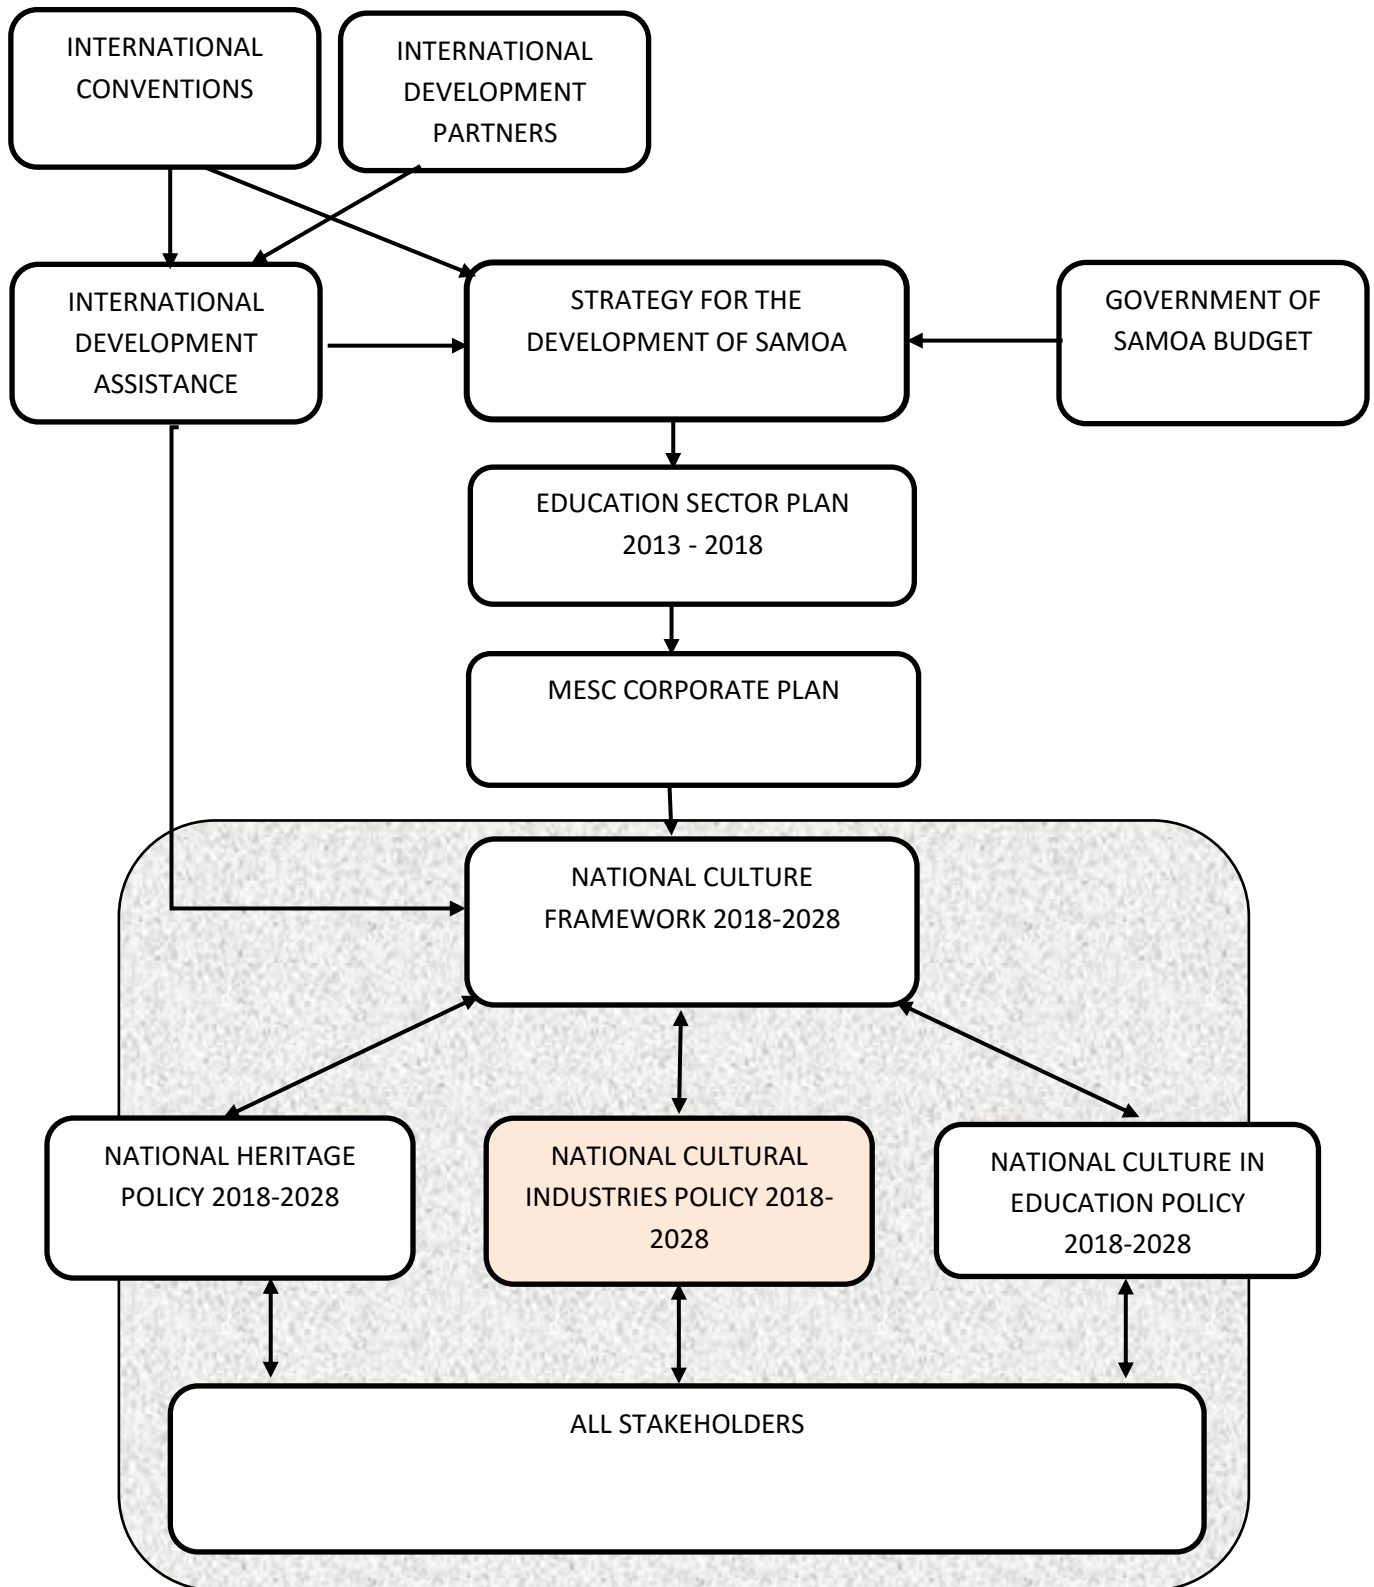 INTERNATIONAL
CONVENTIONS
INTERNATIONAL
DEVELOPMENT
PARTNERS
INTERNATIONAL
DEVELOPMENT
ASSISTANCE
STRATEGY FOR THE
DEVELOPMENT OF SAMOA
GOVERNMENT OF
SAMOA BUDGET
EDUCATION SECTOR PLAN
2013 - 2018
MESC CORPORATE PLAN
NATIONAL CULTURE
FRAMEWORK 2018-2028
NATIONAL HERITAGE
POLICY 2018-2028
NATIONAL CULTURAL
INDUSTRIES POLICY 2018-
2028
NATIONAL CULTURE IN
EDUCATION POLICY
2018-2028
ALL STAKEHOLDERS